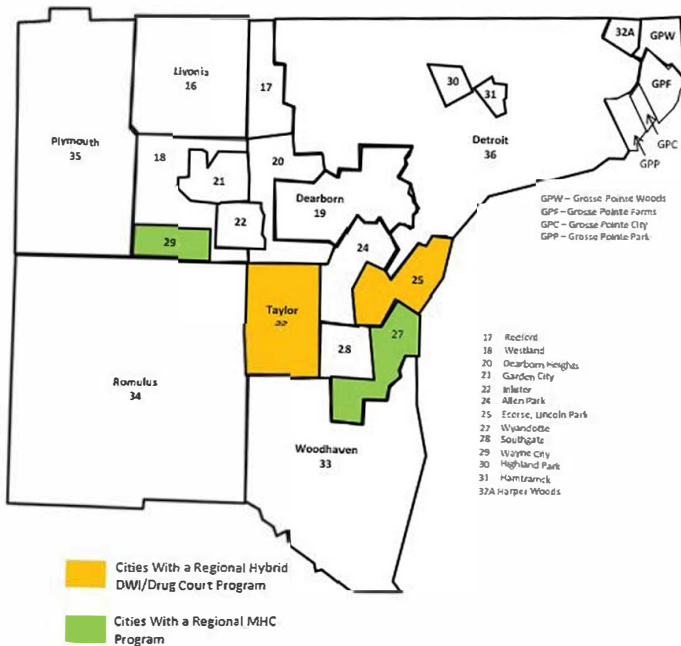 32A
GPW
Livonia
16
17
30
31
GPF
Plymouth
35
Detroit
36
GPC
GPP
18
20
21
Dearborn
19
22
24
29
25
Taylor
27
28
Romulus
34
Woodhaven
33
GPW – Grosse Pointe Woods
GPF – Grosse Pointe Farms
GPC – Grosse Pointe City
GPP – Grosse Pointe Park
17 Redford
18 Westland
20 Dearborn Heights
21 Garden City
22 Inkster
24 Allen Park
25 Ecorse, Lincoln Park
27 Wyandotte
28 Southgate
29 Wayne City
30 Highland Park
31 Hamtramck
32A Harper Woods
Cities With a Regional Hybrid
DWI/Drug Court Program
Cities With a Regional MHC
Program